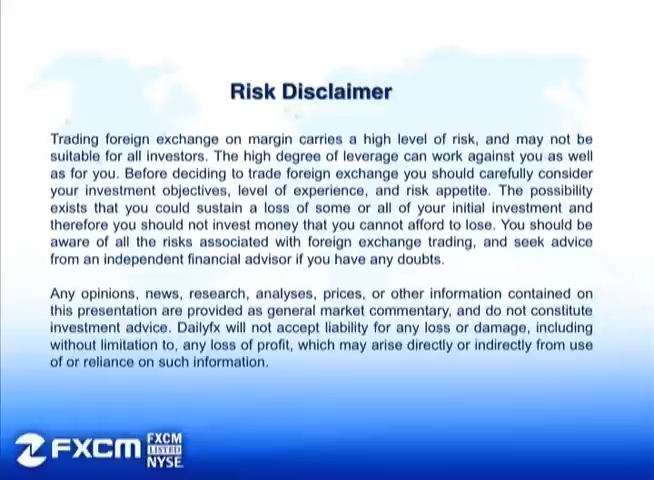 Risk Disclaimer
Trading foreign exchange on margin carries a high level of risk, and may not be
suitable for all investors. The high degree of leverage can work against you as well
as for you. Before deciding to trade foreign exchange you should carefully consider
your investment objectives, level of experience, and risk appetite. The possibility
exists that you could sustain a loss of some or all of your initial investment and
therefore you should not invest money that you cannot afford to lose. You should be
aware of all the risks associated with foreign exchange trading, and seek advice
from an independent financial advisor if you have any doubts.
Any opinions, news, research, analyses, prices, or other information contained on
this presentation are provided as general market commentary, and do not constitute
investment advice. Dailyfx will not accept liability for any loss or damage, including
without limitation to, any loss of profit, which may arise directly or indirectly from use
of or reliance on such information.
FXCM
FXCM
LISTED
NYSE